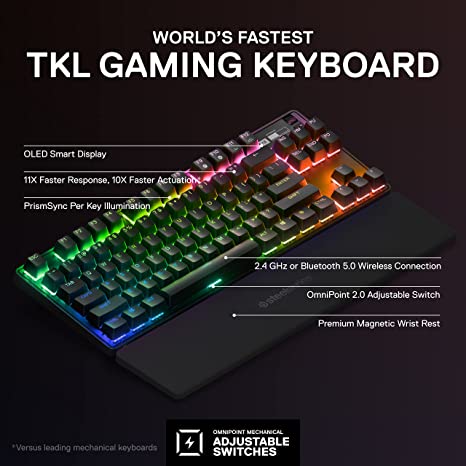 WORLD'S FASTEST
TKL GAMING KEYBOARD
OLED Smart Display
11X Faster Response, 10X Faster Actuation
PrismSync Per Key Illumination
2.4 GHz or Bluetooth 5.0 Wireless Connection
steelseries
OmniPoint 2.0 Adjustable Switch
Premium Magnetic Wrist Rest
OMNIPOINT MECHANICAL
ADJUSTABLE
SWITCHES
*Versus leading mechanical keyboards